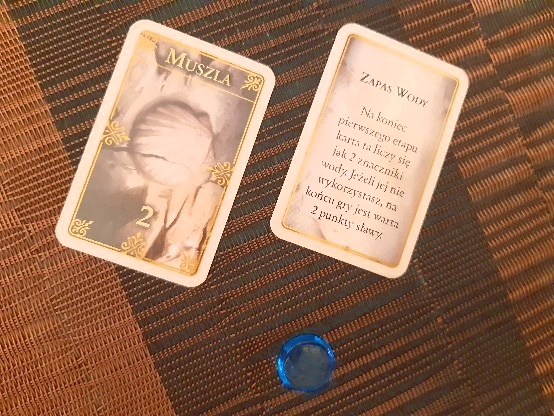 Muszla
2
Zapas Wody
Na koniec
pierwszego etapu
karta ta liczy się
jak 2 znaczniki
wody. Jeżeli jej nie
wykorzystasz, na
końcu gry jest warta
2 punkty sławy.